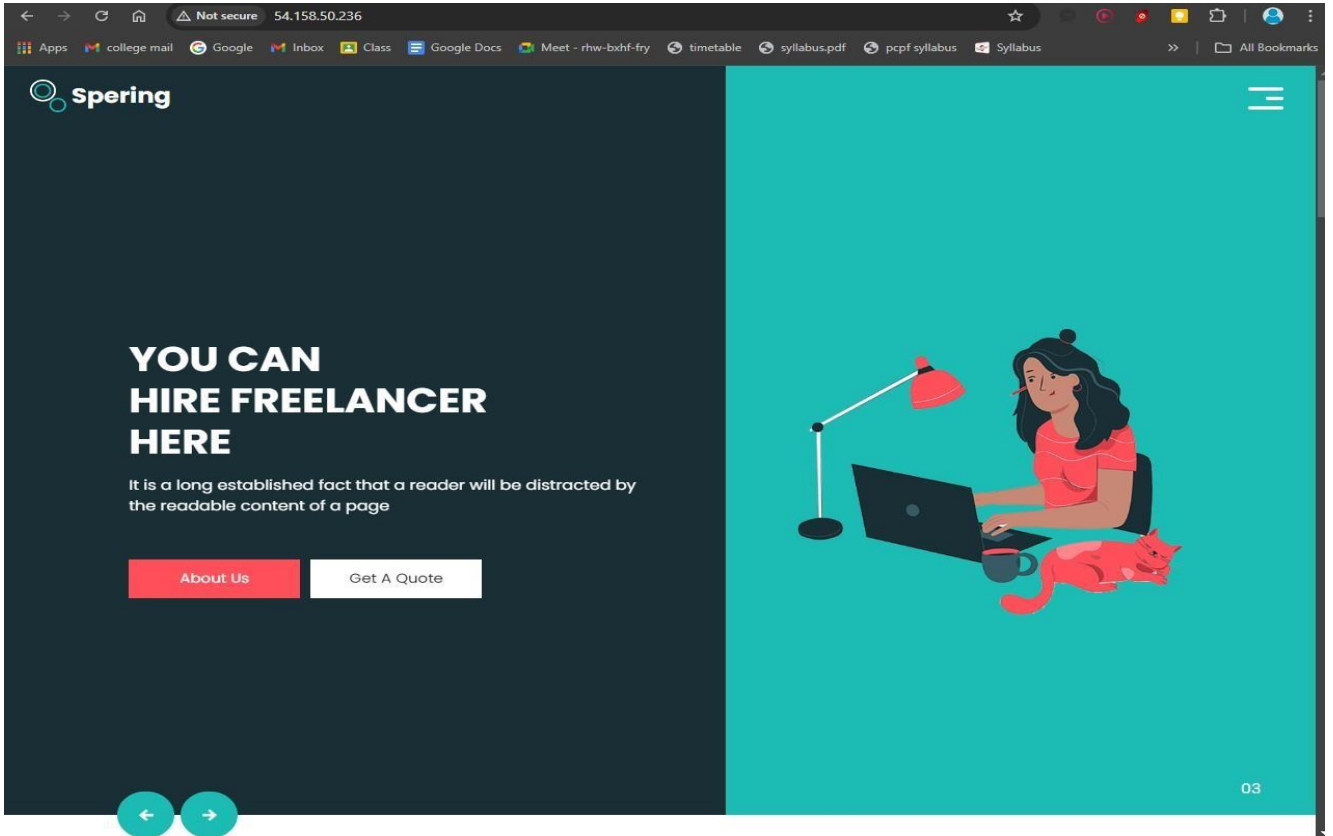 Not secure 54.158.50.236
Apps college mail Google Inbox Class Google Docs Meet - rhw-bxhf-fry timetable syllabus.pdf pcpf syllabus Syllabus » All Bookmarks
Spering
YOU CAN
HIRE FREELANCER
HERE
It is a long established fact that a reader will be distracted by
the readable content of a page
About Us Get A Quote
03